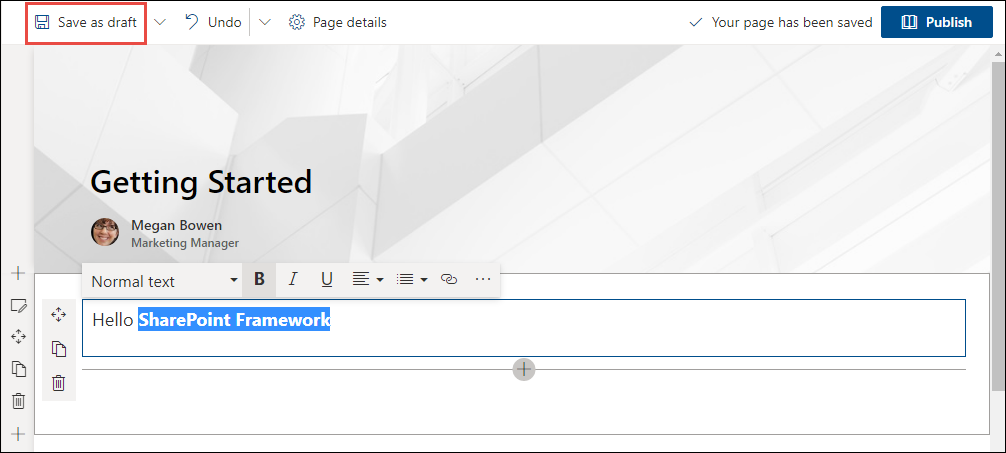 Save as draft
Undo
Page details
Your page has been saved
Publish
Getting Started
Megan Bowen
Marketing Manager
Normal text
B
I
U
Hello SharePoint Framework